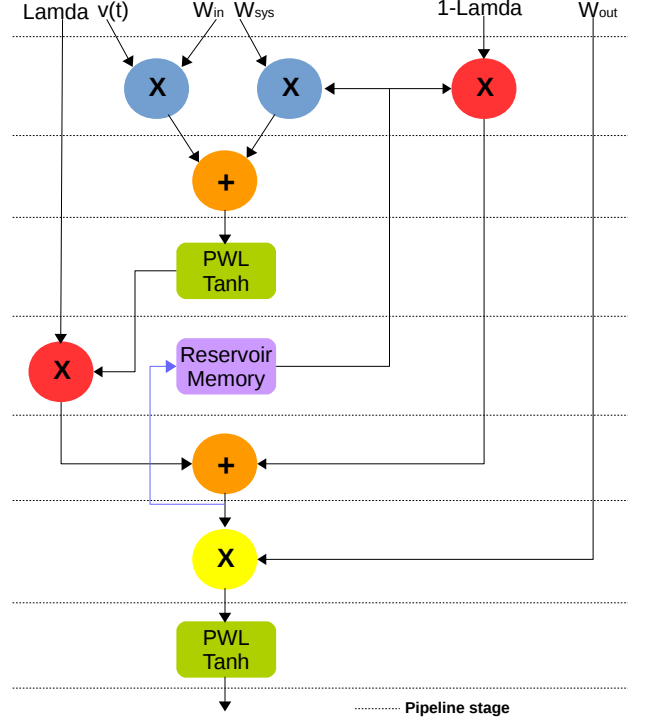 Lamda v(t) Win Wsys 1-Lamda Wout
X X X
+
PWL
Tanh
X
Reservoir
Memory
+
X
PWL
Tanh
Pipeline stage